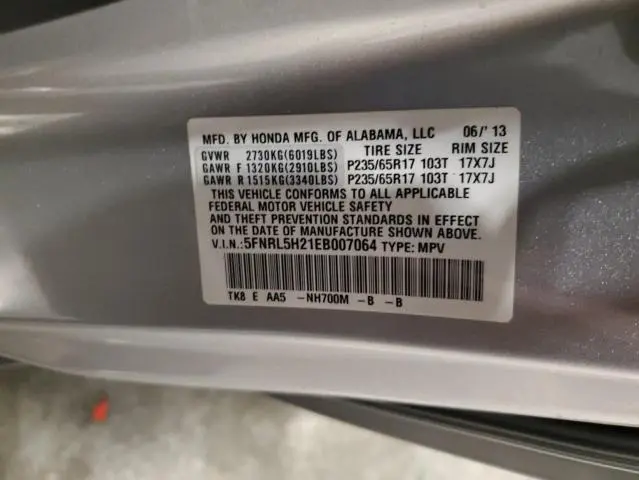 MFD. BY HONDA MFG. OF ALABAMA, LLC 06/'13
GVWR 2730KG(6019LBS) TIRE SIZE RIM SIZE
GAWR F 1320KG(2910LBS) P235/65R17 103T 17X7J
GAWR R 1515KG(3340LBS) P235/65R17 103T 17X7J
THIS VEHICLE CONFORMS TO ALL APPLICABLE
FEDERAL MOTOR VEHICLE SAFETY
AND THEFT PREVENTION STANDARDS IN EFFECT
ON THE DATE OF MANUFACTURE SHOWN ABOVE.
V.I.N.:5FNRL5H21EB007064 TYPE: MPV
TK8 E AA5 -NH700M -B -B